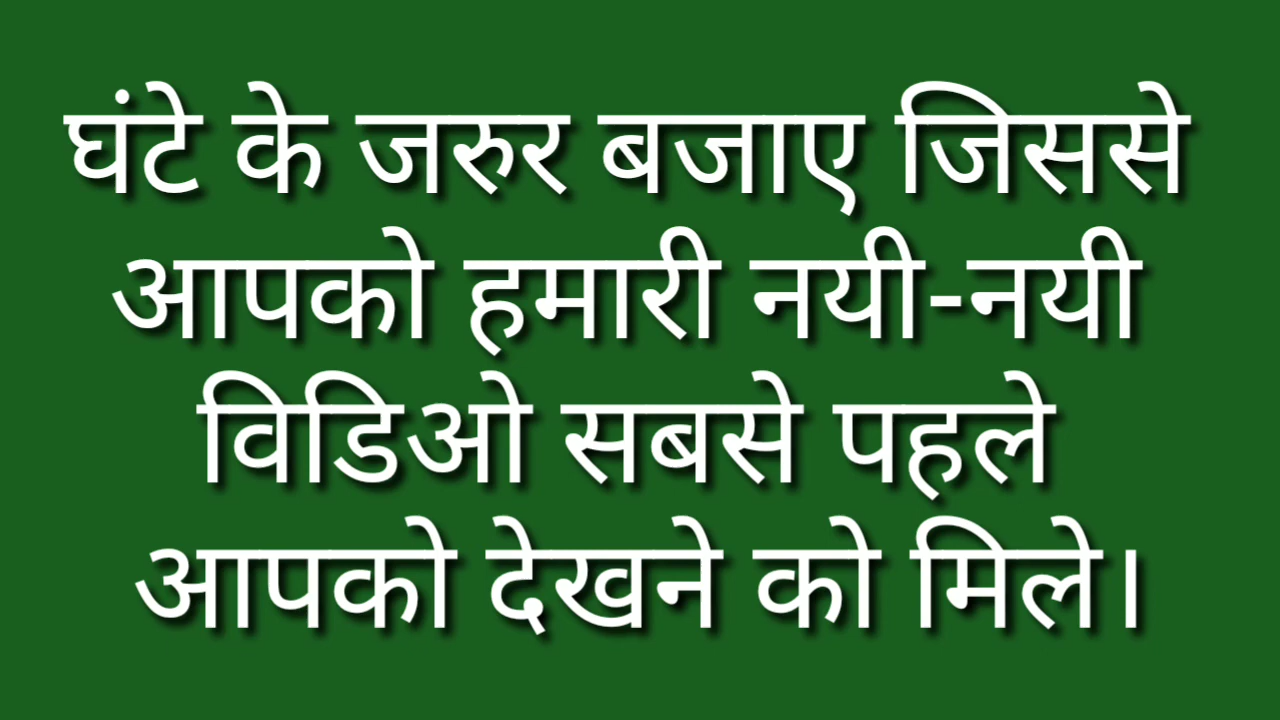 घंटे के जरुर बजाए जिससे
आपको हमारी नयी-नयी
विडिओ सबसे पहले
आपको देखने को मिले।